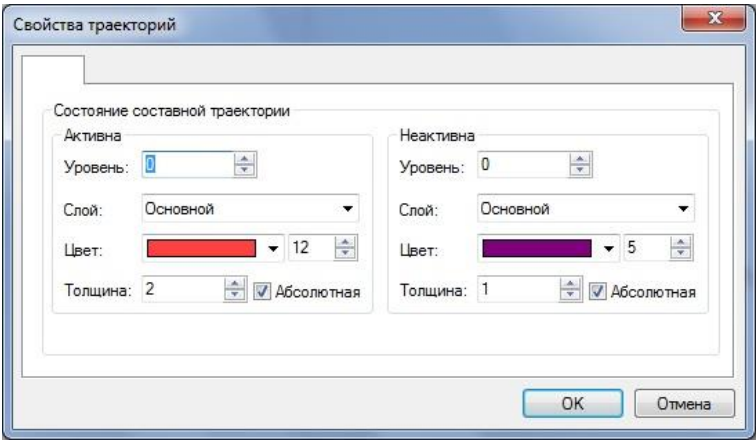 Свойства траекторий
Состояние составной траектории
Активна
Неактивна
Уровень: 0
Уровень: 0
Слой: Основной
Слой: Основной
Цвет: 12
Цвет: 5
Толщина: 2 Абсолютная
Толщина: 1 Абсолютная
OK
Отмена